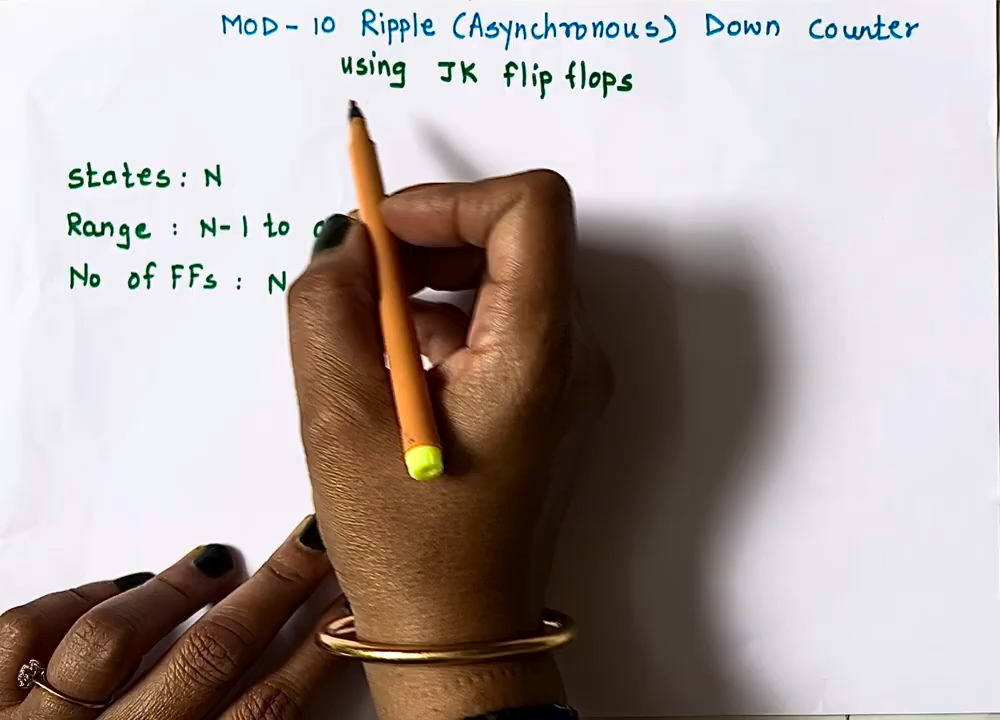 MOD-10 Ripple (Asynchronous) Down Counter
using JK flip flops
states: N
Range : N-1 to
No of FFs : N